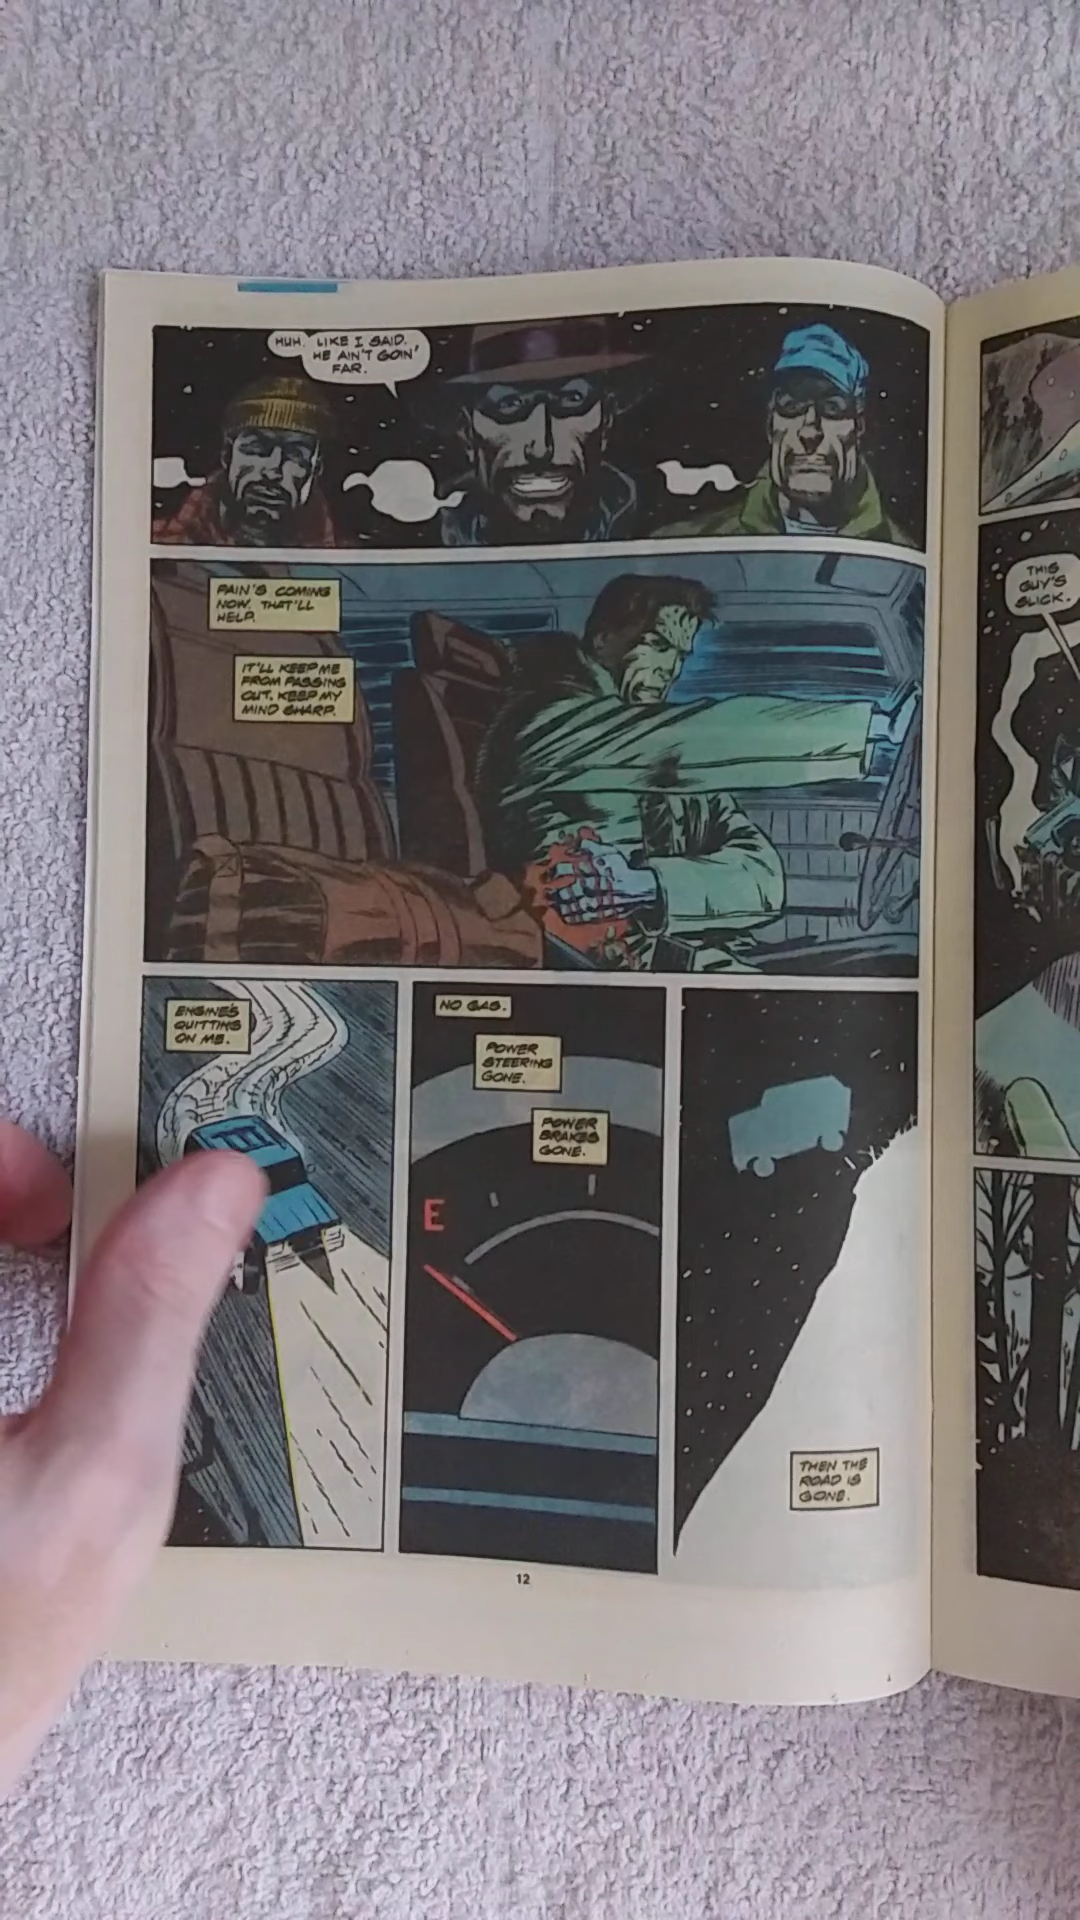 HUH. LIKE I SAID.
HE AIN'T GOIN'
FAR.
PAIN'S COMING
NOW. THAT'LL
HELP.
IT'LL KEEP ME
FROM PASSING
OUT. KEEP MY
MIND SHARP.
ENGINE'S
QUITTING
ON ME.
NO GAS.
POWER
STEERING
GONE.
POWER
BRAKES
GONE.
E
THEN THE
ROAD IS
GONE.
12
THIS
GUY'S
SLICK.